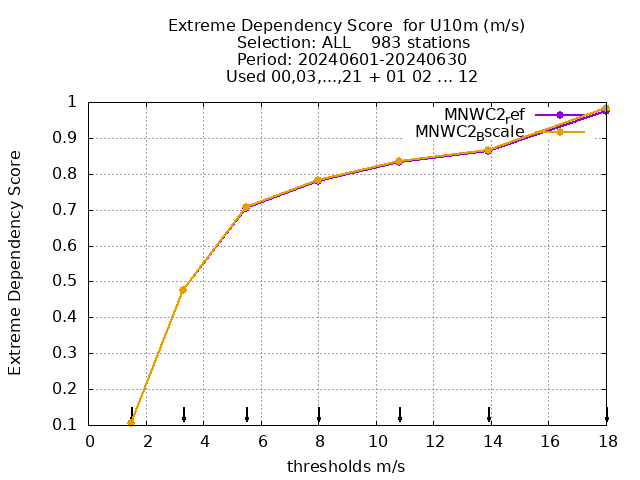 Extreme Dependency Score  for U10m (m/s)
Selection: ALL    983 stations
Period: 20240601-20240630
Used 00,03,...,21 + 01 02 ... 12
MNWC2ref
MNWC2Bscale
Extreme Dependency Score
1
0.9
0.8
0.7
0.6
0.5
0.4
0.3
0.2
0.1
0 2 4 6 8 10 12 14 16 18
thresholds m/s